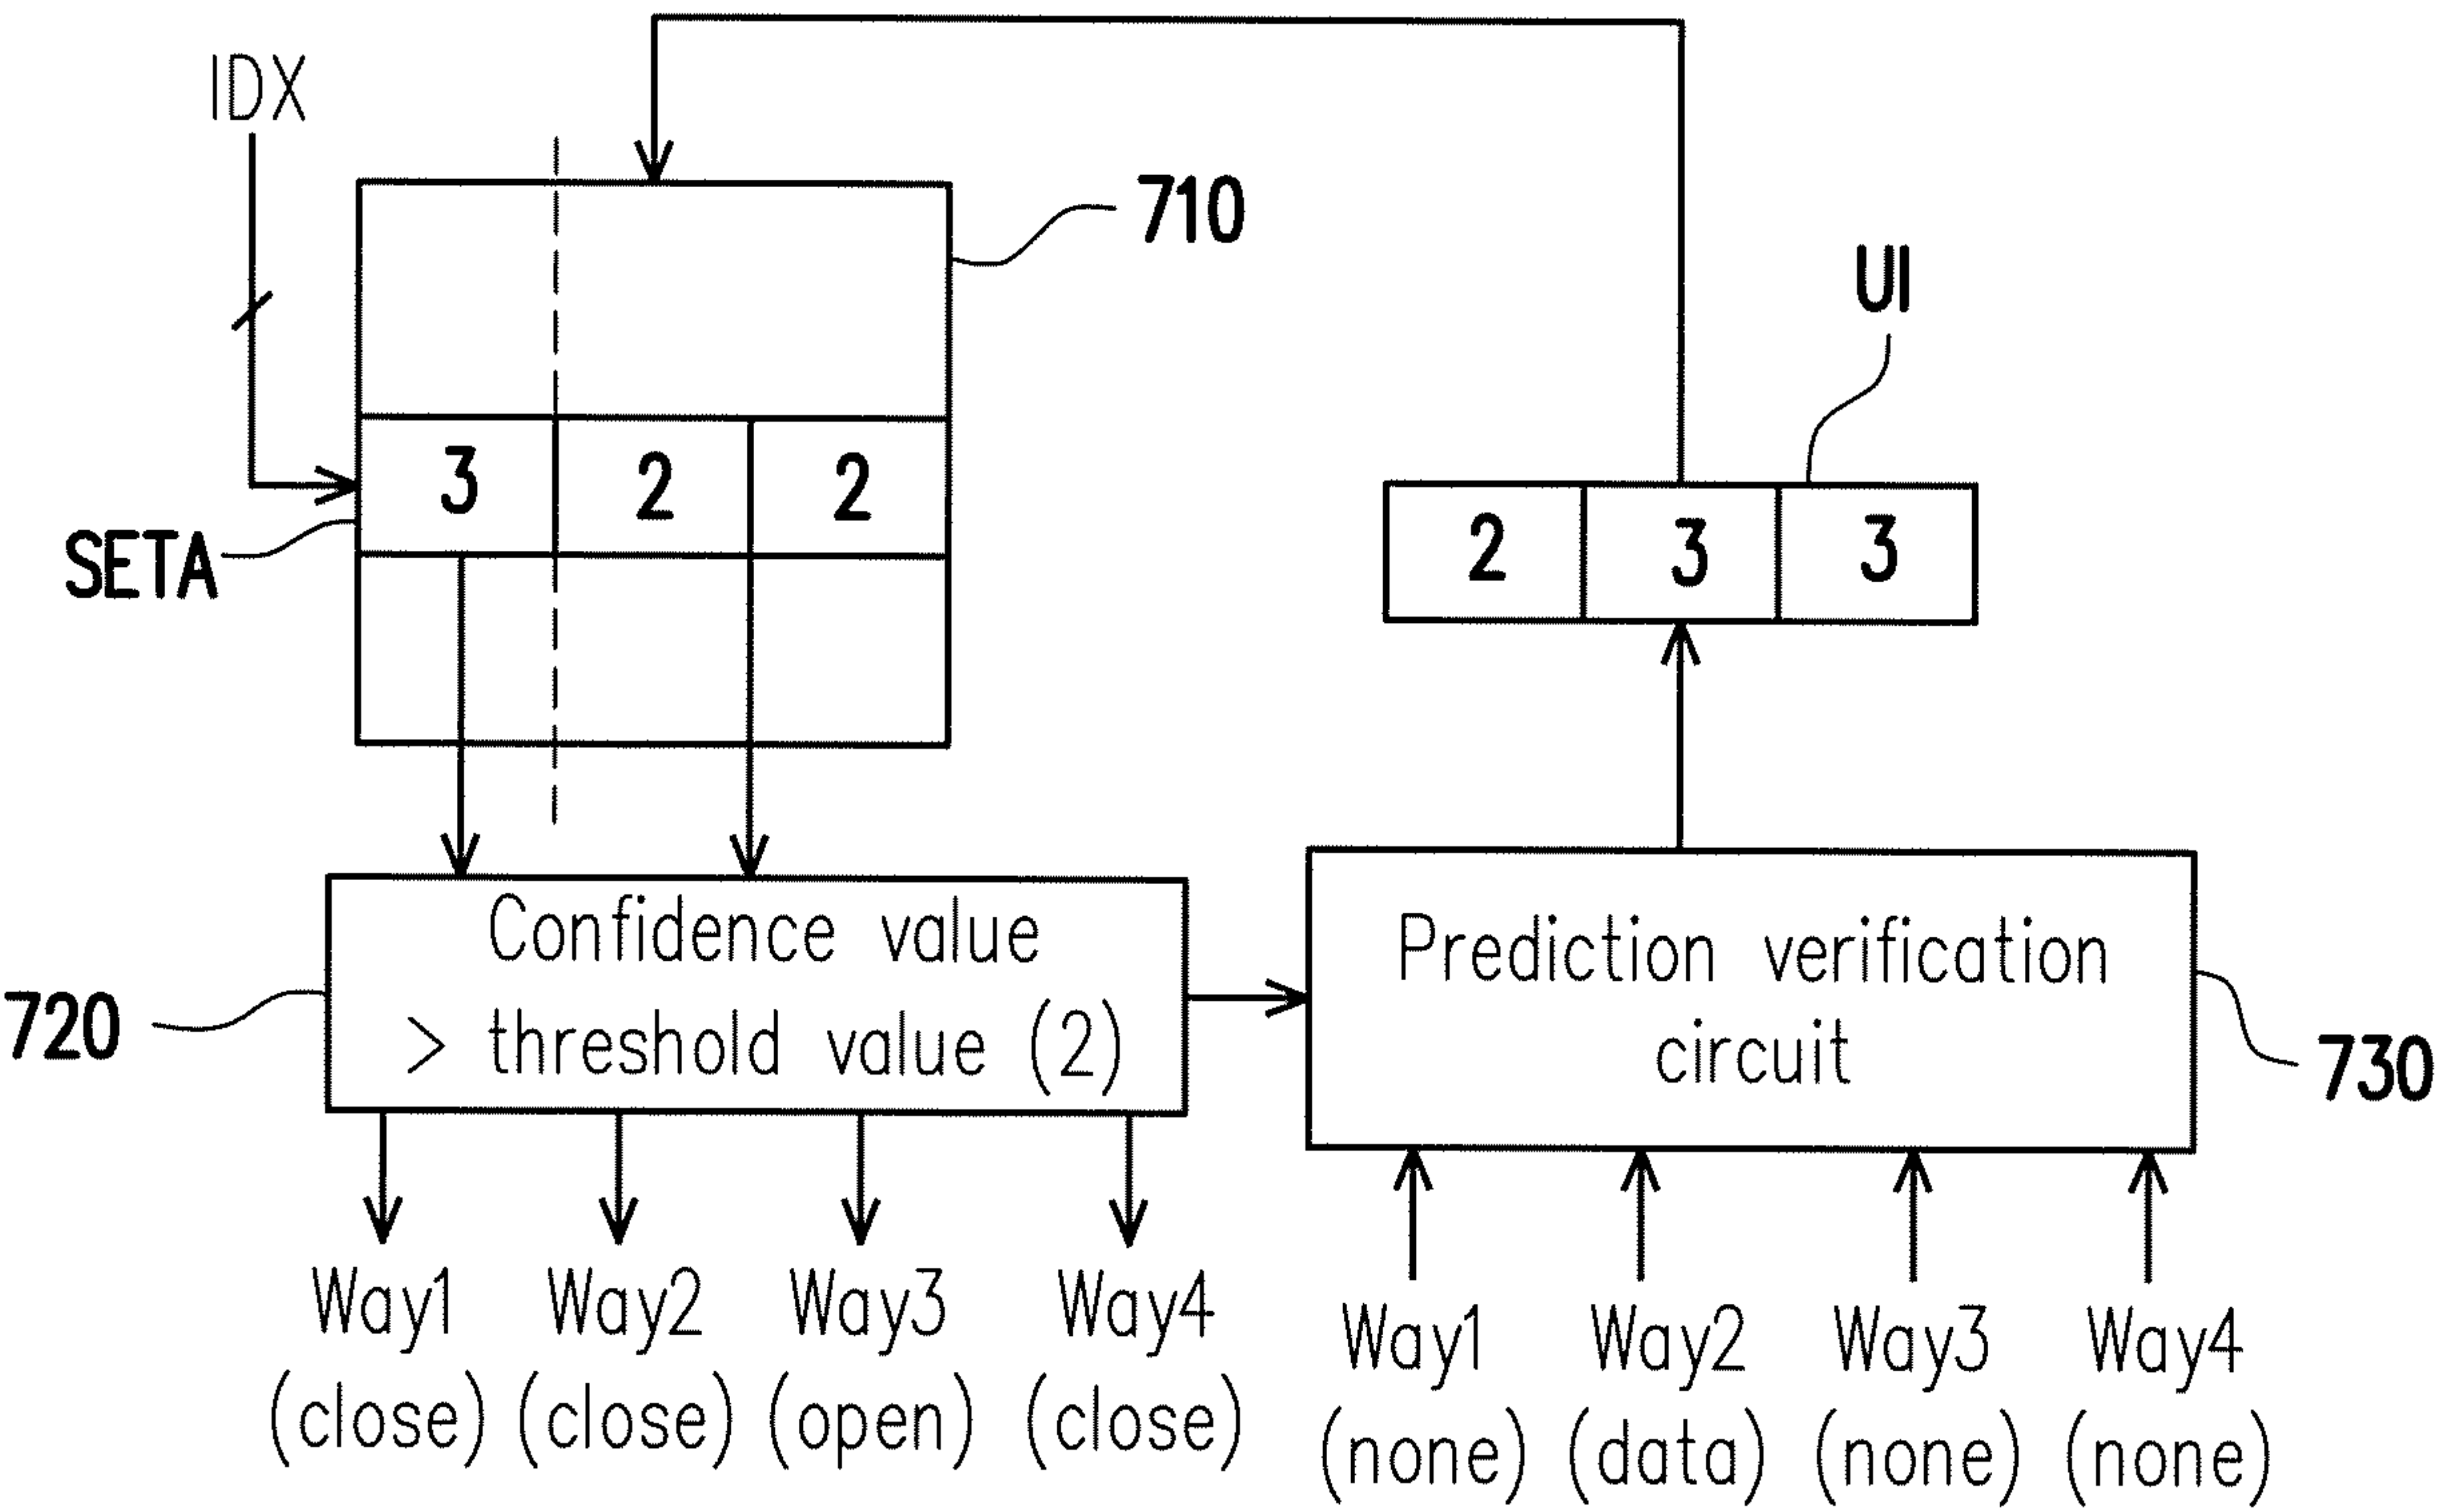 IDX
710
UI
3 2 2
SETA
2 3 3
Confidence value
> threshold value (2)
720
Prediction verification
circuit
730
Way1 Way2 Way3 Way4
(close) (close) (open) (close)
Way1 Way2 Way3 Way4
(none) (data) (none) (none)